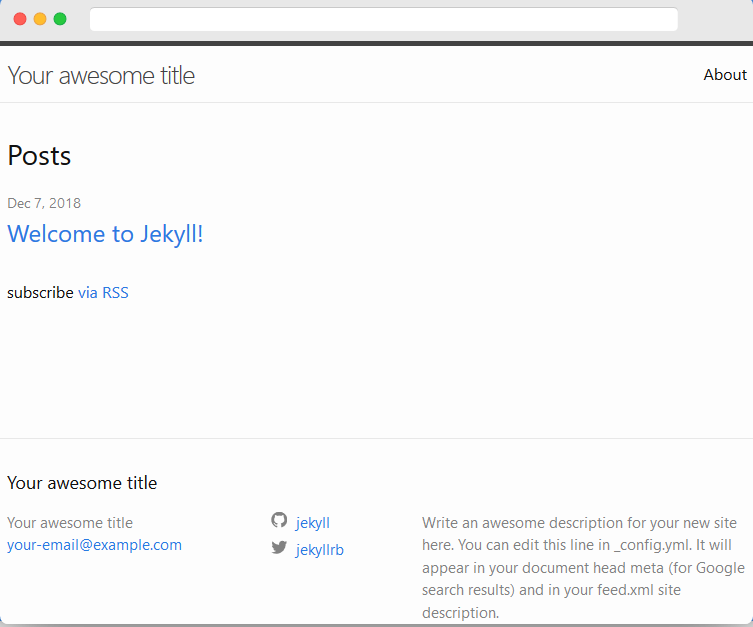 Your awesome title
About
Posts
Dec 7, 2018
Welcome to Jekyll!
subscribe via RSS
Your awesome title
Your awesome title
your-email@example.com
jekyll
jekyllrb
Write an awesome description for your new site
here. You can edit this line in _config.yml. It will
appear in your document head meta (for Google
search results) and in your feed.xml site
description.